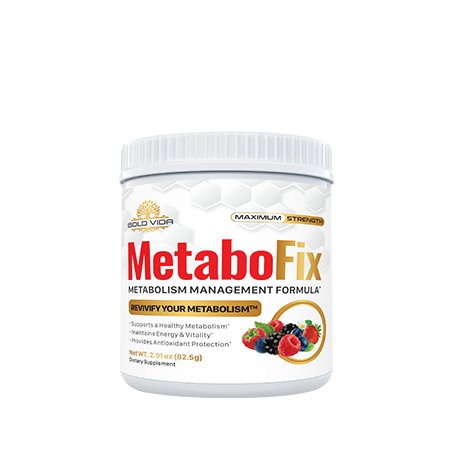 GOLD VIDA
MAXIMUM STRENGTH
MetaboFix
METABOLISM MANAGEMENT FORMULA*
REVIVIFY YOUR METABOLISM™
•Supports a Healthy Metabolism*
•Maintains Energy & Vitality*
•Provides Antioxidant Protection*
Net WT. 2.91 oz (82.5g)
Dietary Supplement